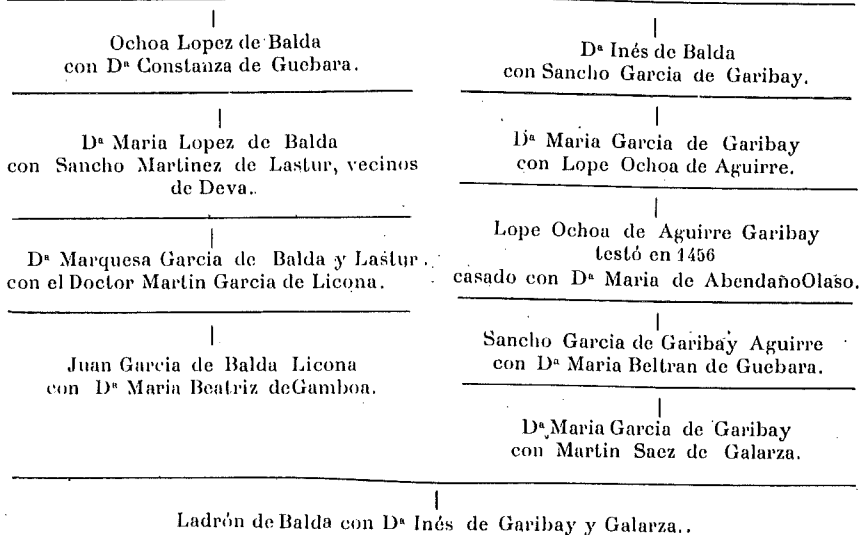 Ochoa Lopez de Balda
con Dª Constanza de Guebara.
Dª Maria Lopez de Balda
con Sancho Martinez de Lastur, vecinos
de Deva.
Dª Marquesa Garcia de Balda y Lastur.
con el Doctor Martin Garcia de Licona.
Juan Garcia de Balda Licona
con Dª Maria Beatriz deGamboa.
Dª Inés de Balda
con Sancho Garcia de Garibay.
Dª Maria Garcia de Garibay
con Lope Ochoa de Aguirre.
Lope Ochoa de Aguirre Garibay
testó en 1456
casado con Dª Maria de AbendañoOlaso.
Sancho Garcia de Garibay Aguirre
con Dª Maria Beltran de Guebara.
Dª Maria Garcia de Garibay
con Martin Saez de Galarza.
Ladrón de Balda con Dª Inés de Garibay y Galarza..